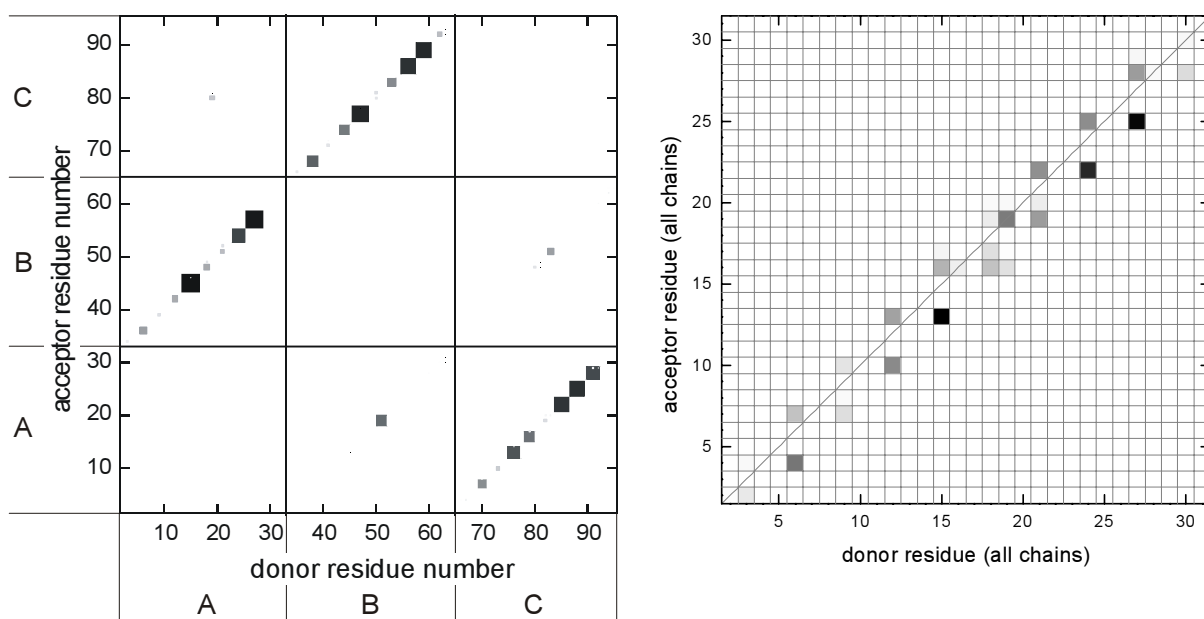 90
80
70
60
50
40
30
20
10
C
B
A
acceptor residue number
10 20 30 40 50 60 70 80 90
donor residue number
A B C
30
25
20
15
10
5
acceptor residue (all chains)
5 10 15 20 25 30
donor residue (all chains)